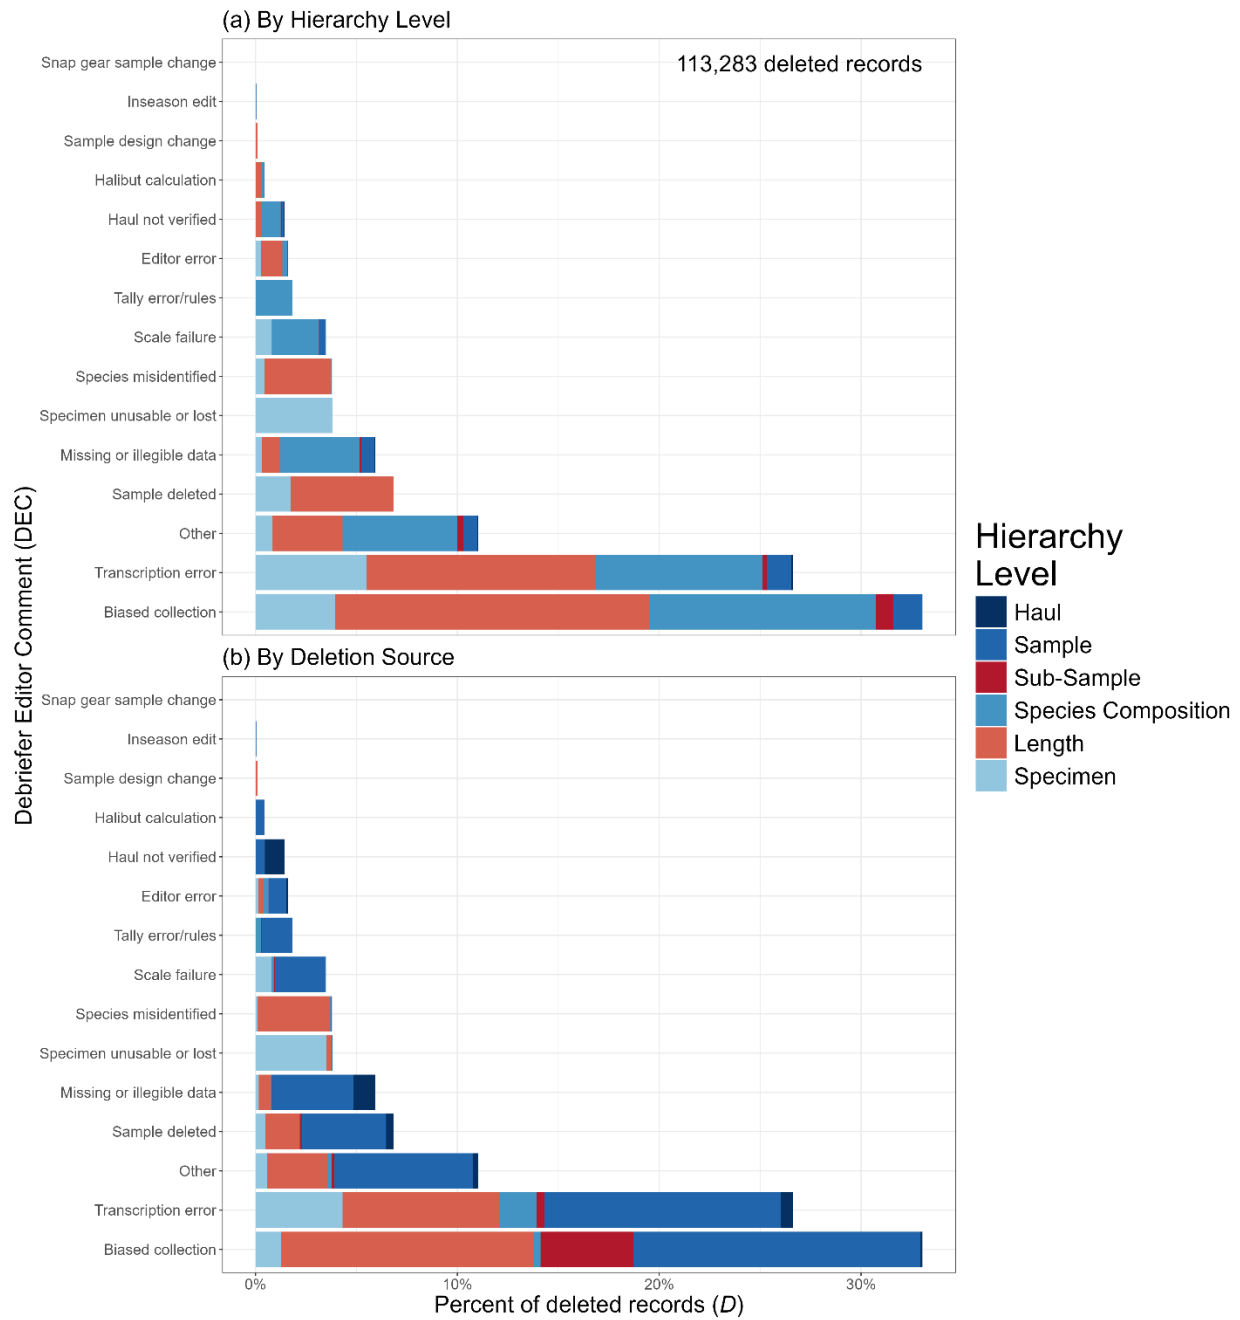 (a) By Hierarchy Level
113,283 deleted records
Snap gear sample change
Inseason edit
Sample design change
Halibut calculation
Haul not verified
Editor error
Tally error/rules
Scale failure
Species misidentified
Specimen unusable or lost
Missing or illegible data
Sample deleted
Other
Transcription error
Biased collection
(b) By Deletion Source
Snap gear sample change
Inseason edit
Sample design change
Halibut calculation
Haul not verified
Editor error
Tally error/rules
Scale failure
Species misidentified
Specimen unusable or lost
Missing or illegible data
Sample deleted
Other
Transcription error
Biased collection
0% 10% 20% 30%
Percent of deleted records (D)
Debriefer Editor Comment (DEC)
Hierarchy
Level
Haul
Sample
Sub-Sample
Species Composition
Length
Specimen